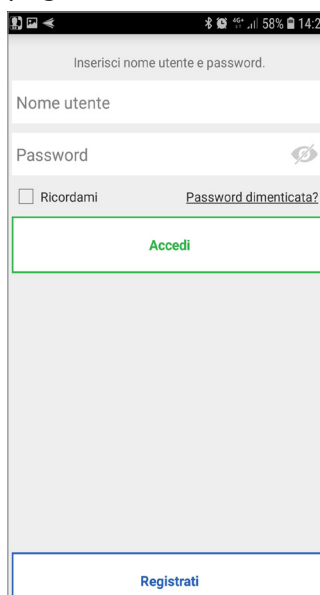 58% 14:2
Inserisci nome utente e password.
Nome utente
Password
Ricordami Password dimenticata?
Accedi
Registrati